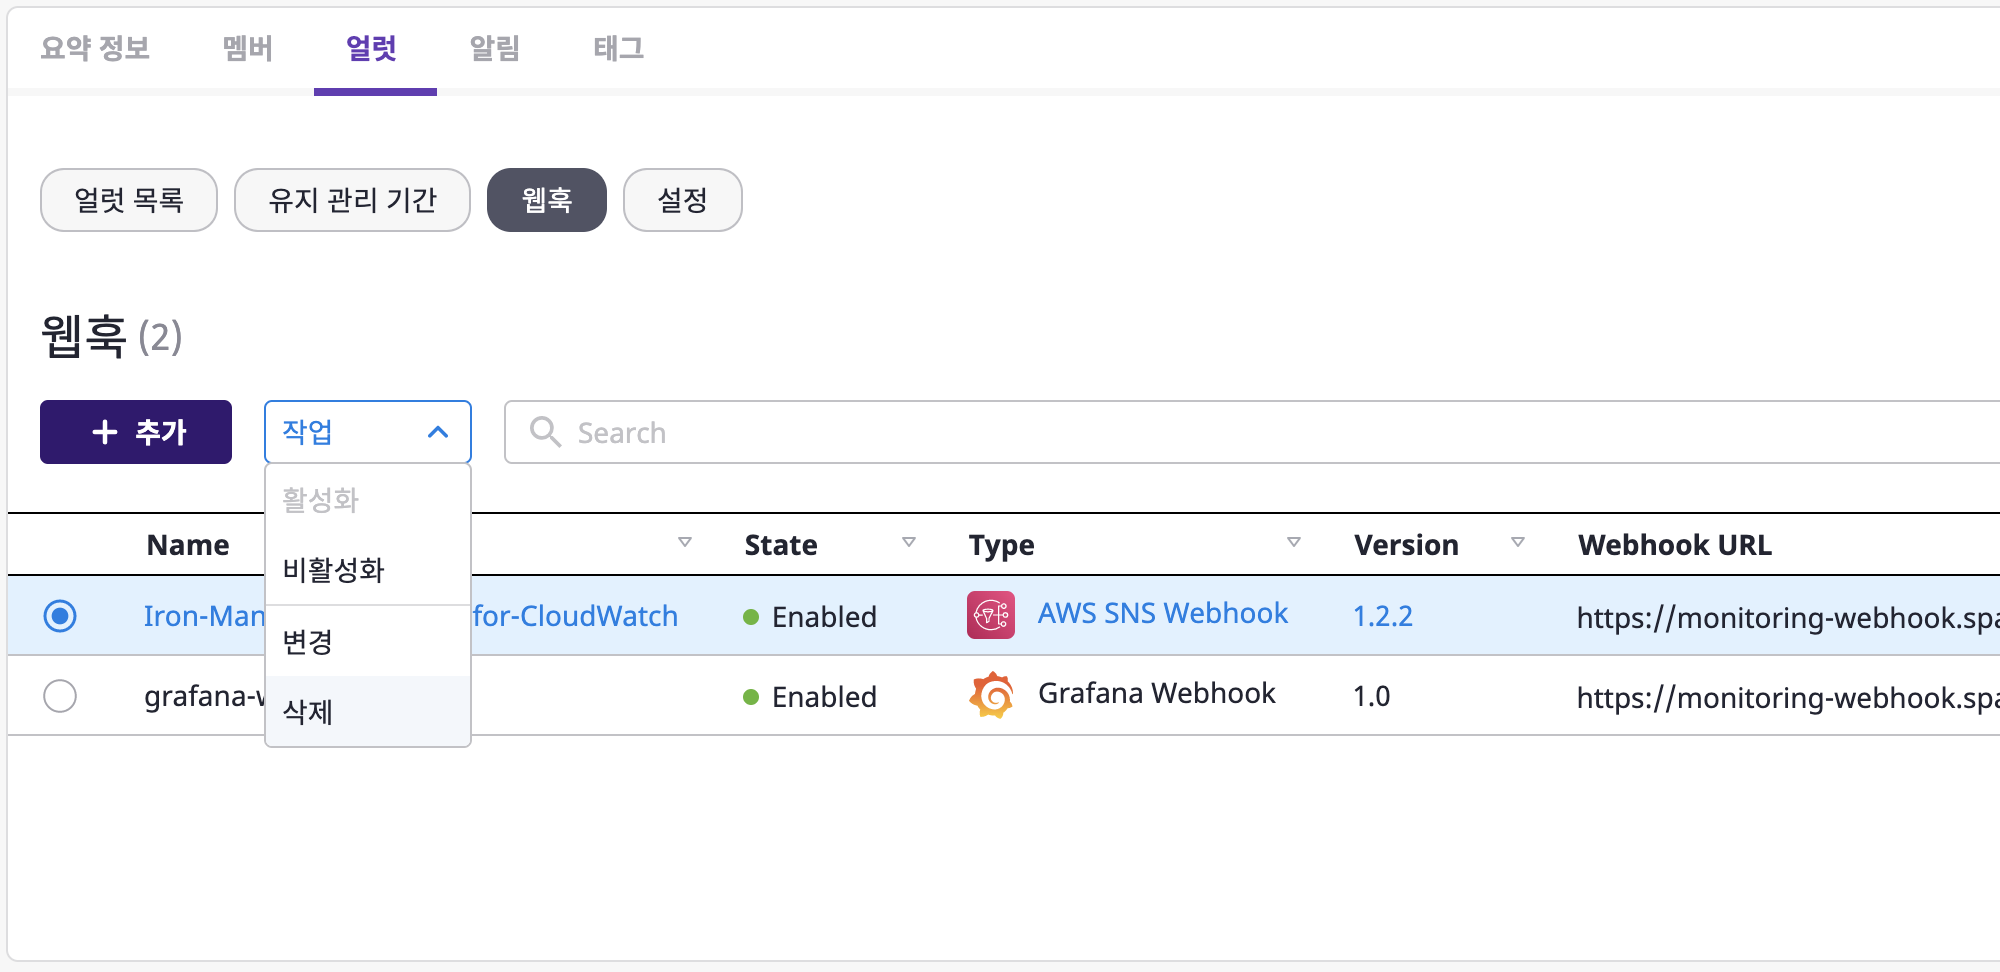 요약 정보 멤버 얼럿 알림 태그
얼럿 목록 유지 관리 기간 웹훅 설정
웹훅 (2)
+ 추가 작업 Search
활성화
비활성화
변경
삭제
Name State Type Version Webhook URL
Iron-Man for-CloudWatch Enabled AWS SNS Webhook 1.2.2 https://monitoring-webhook.spa
grafana-w Enabled Grafana Webhook 1.0 https://monitoring-webhook.spa